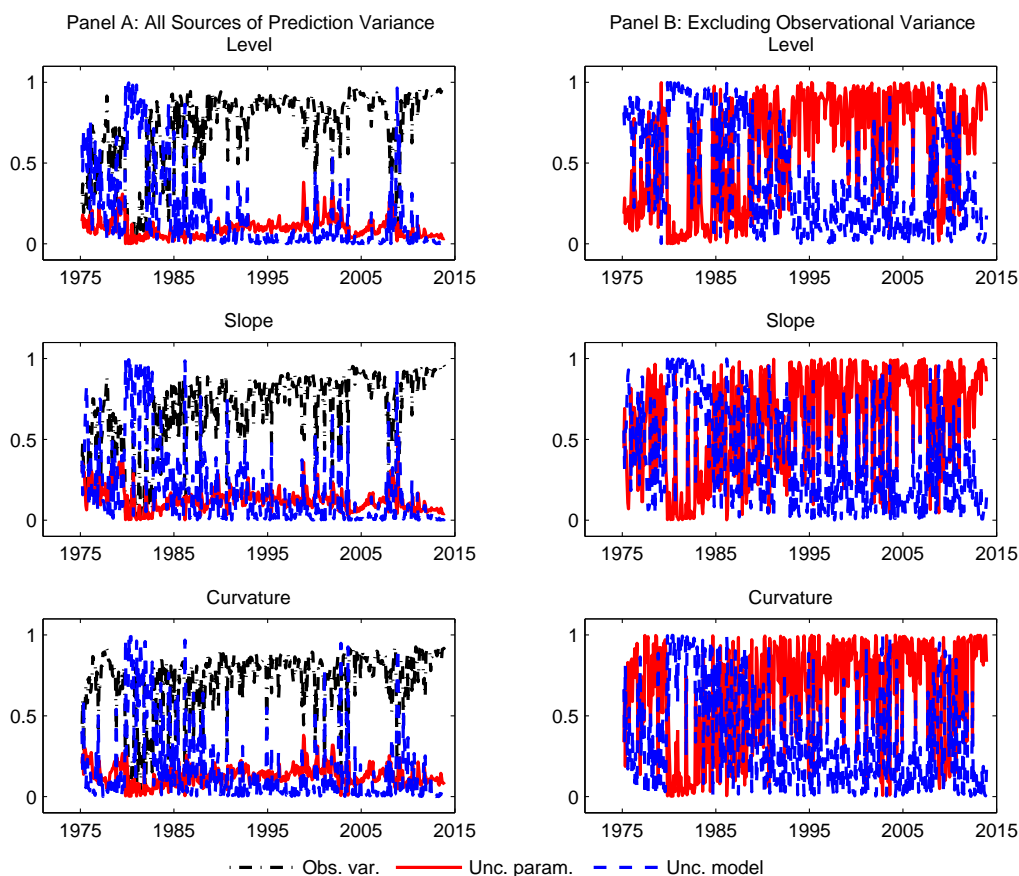 Panel A: All Sources of Prediction Variance
Level
1
0.5
0
1975 1985 1995 2005 2015
Panel B: Excluding Observational Variance
Level
1
0.5
0
1975 1985 1995 2005 2015
Slope
1
0.5
0
1975 1985 1995 2005 2015
Slope
1
0.5
0
1975 1985 1995 2005 2015
Curvature
1
0.5
0
1975 1985 1995 2005 2015
Curvature
1
0.5
0
1975 1985 1995 2005 2015
Obs. var. Unc. param. Unc. model